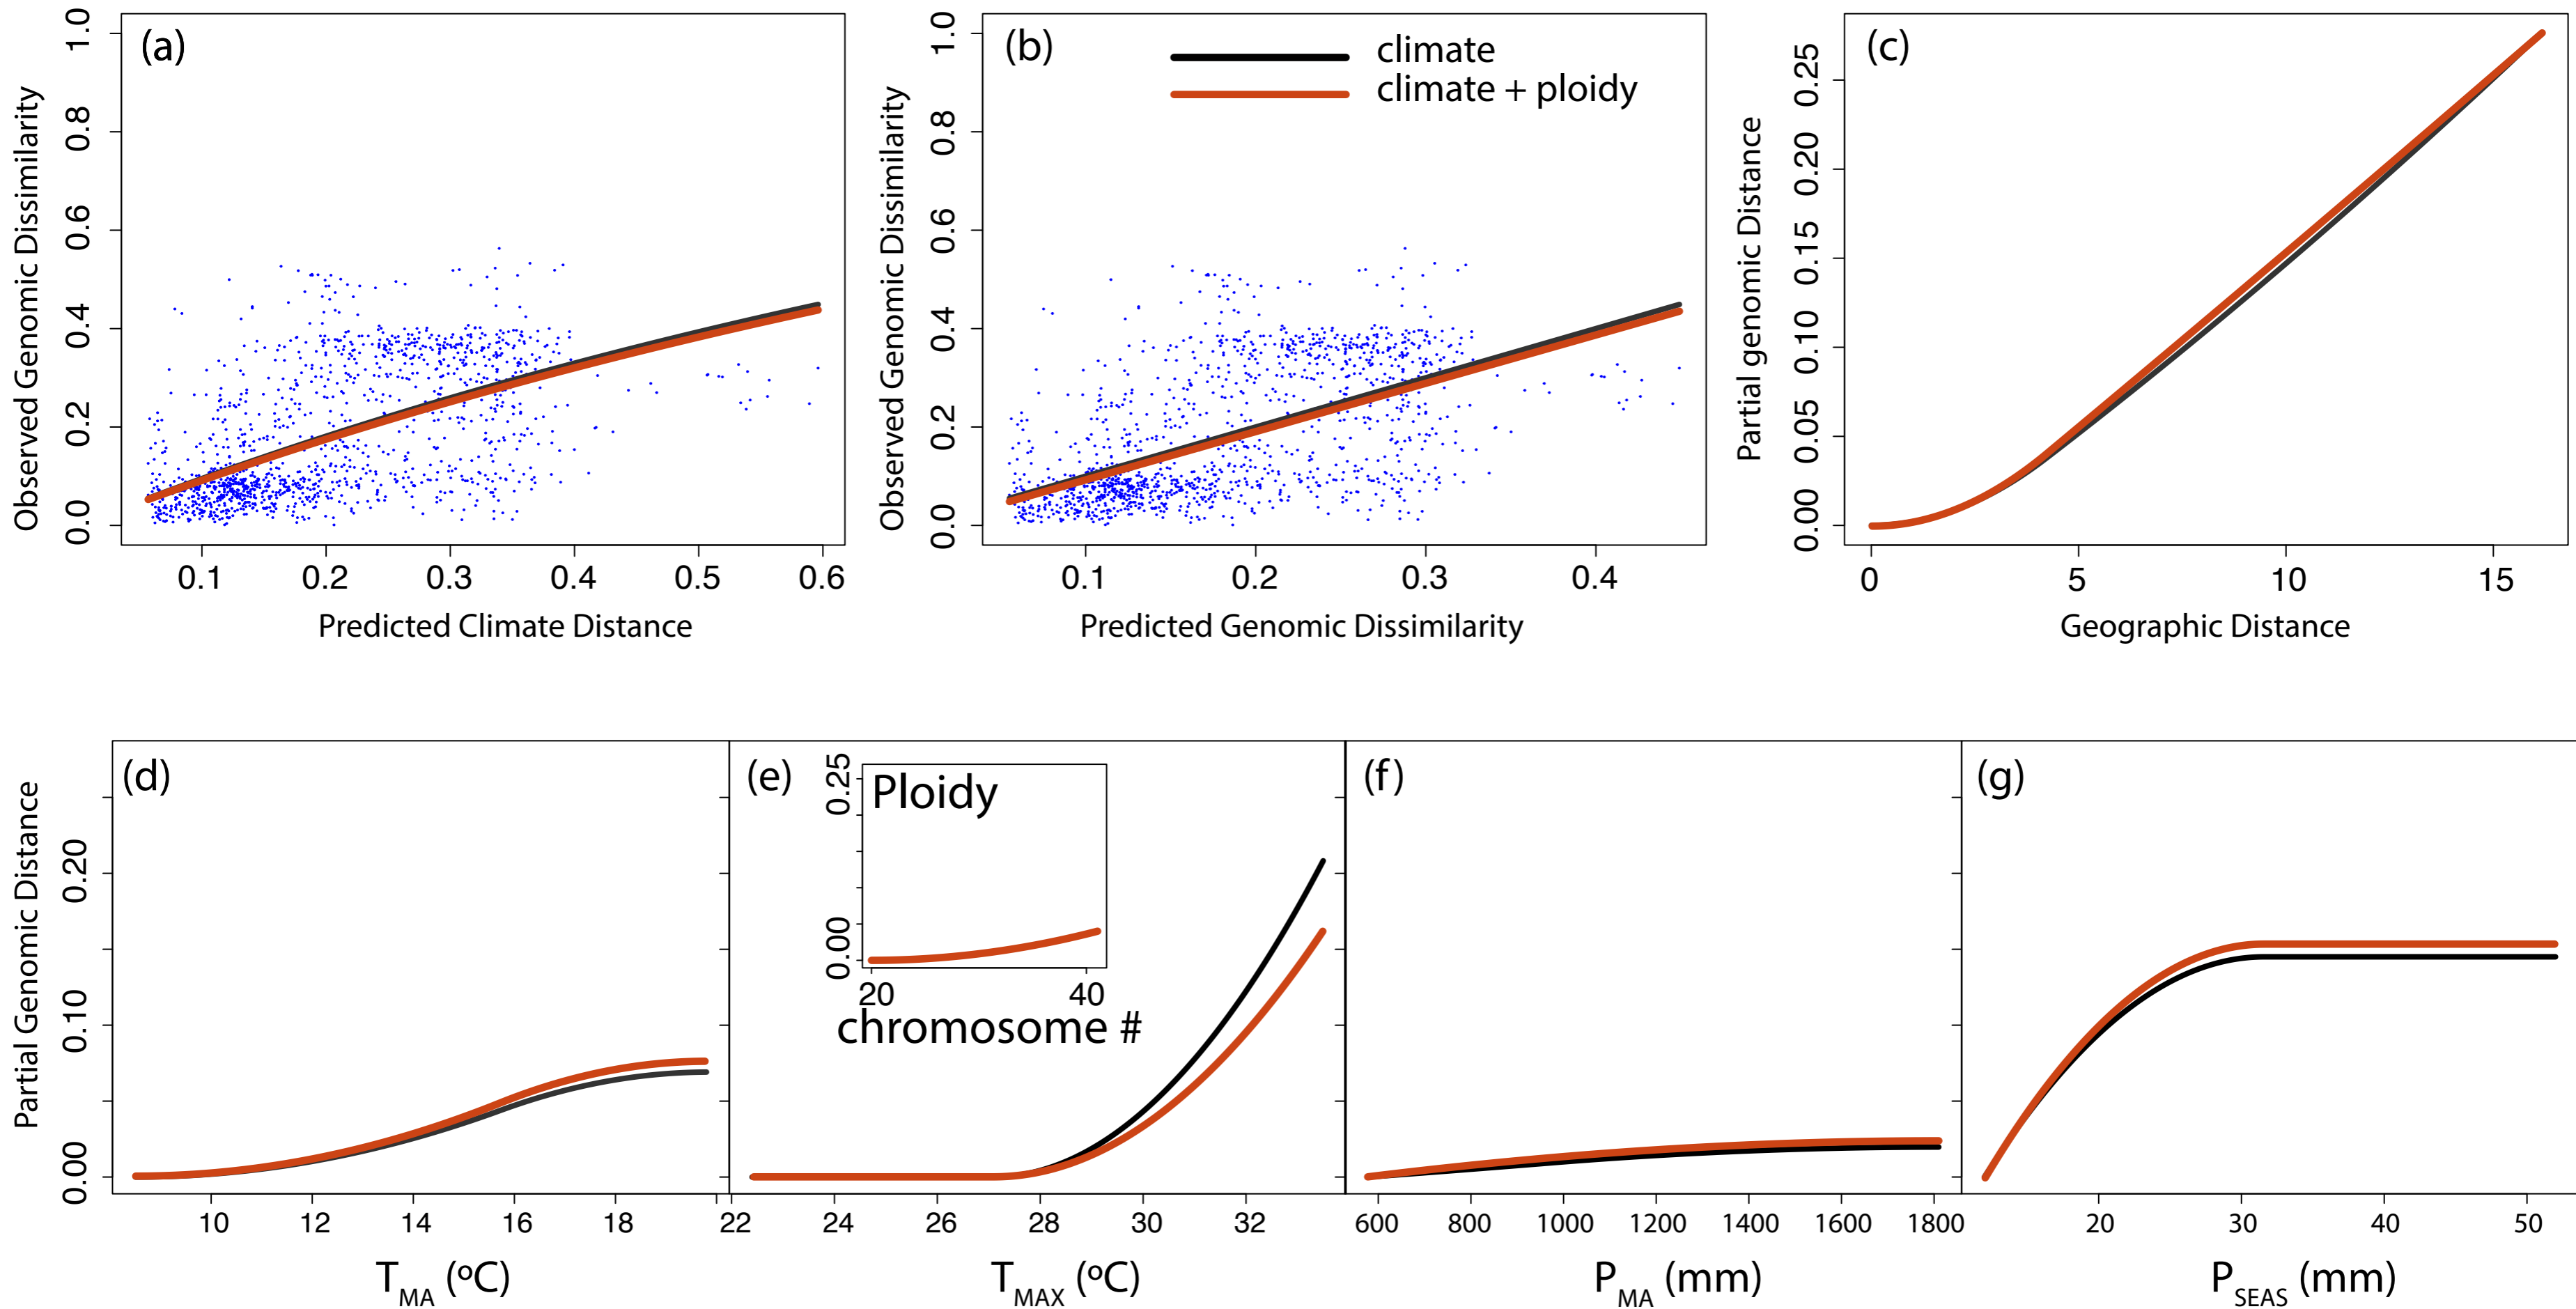 (a)
Observed Genomic Dissimilarity
0.0 0.2 0.4 0.6 0.8 1.0
0.1 0.2 0.3 0.4 0.5 0.6
Predicted Climate Distance
(b)
climate
climate + ploidy
Observed Genomic Dissimilarity
0.0 0.2 0.4 0.6 0.8 1.0
0.1 0.2 0.3 0.4
Predicted Genomic Dissimilarity
(c)
Partial genomic Distance
0.00 0.05 0.10 0.15 0.20 0.25
0 5 10 15
Geographic Distance
(d)
Partial Genomic Distance
0.00 0.10 0.20
10 12 14 16 18
TMA (ºC)
(e)
Ploidy
0.00 0.25
20 40
chromosome #
22 24 26 28 30 32
TMAX (ºC)
(f)
600 800 1000 1200 1400 1600 1800
PMA (mm)
(g)
20 30 40 50
PSEAS (mm)